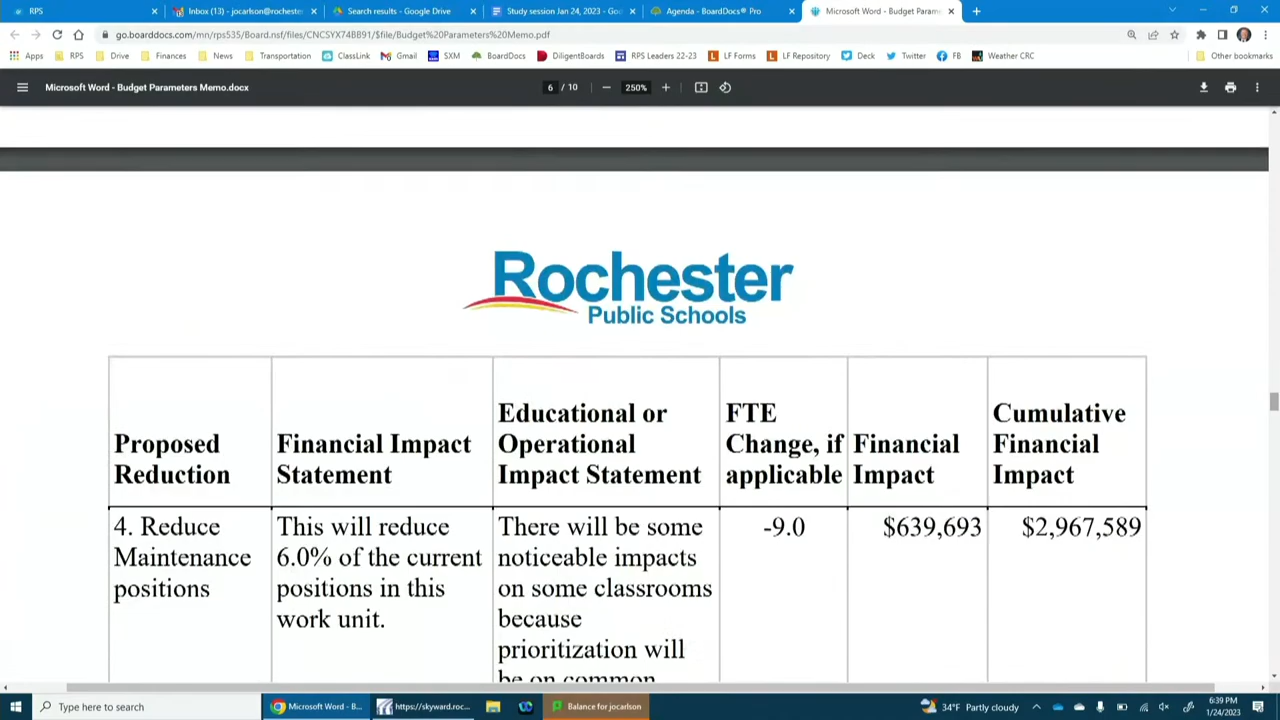 RPS
Inbox (13) - jocarlson@rocheste
Search results - Google Drive
Study session Jan 24, 2023 - Goo
Agenda - BoardDocs® Pro
Microsoft Word - Budget Param
go.boarddocs.com/mn/rps535/Board.nsf/files/CNCSYX74BB91/$file/Budget%20Parameters%20Memo.pdf
Apps RPS Drive Finances News Transportation ClassLink Gmail SXM BoardDocs DiligentBoards RPS Leaders 22-23 LF Forms LF Repository Deck Twitter FB Weather CRC Other bookmarks
Microsoft Word - Budget Parameters Memo.docx 6 / 10 250%
Rochester
Public Schools
Proposed
Reduction
Financial Impact
Statement
Educational or
Operational
Impact Statement
FTE
Change, if
applicable
Financial
Impact
Cumulative
Financial
Impact
4. Reduce
Maintenance
positions
This will reduce
6.0% of the current
positions in this
work unit.
There will be some
noticeable impacts
on some classrooms
because
prioritization will
be on common
-9.0
$639,693
$2,967,589
Type here to search
Microsoft Word - B...
https://skyward.roc...
Balance for jocarlson
34°F Partly cloudy
6:39 PM
1/24/2023